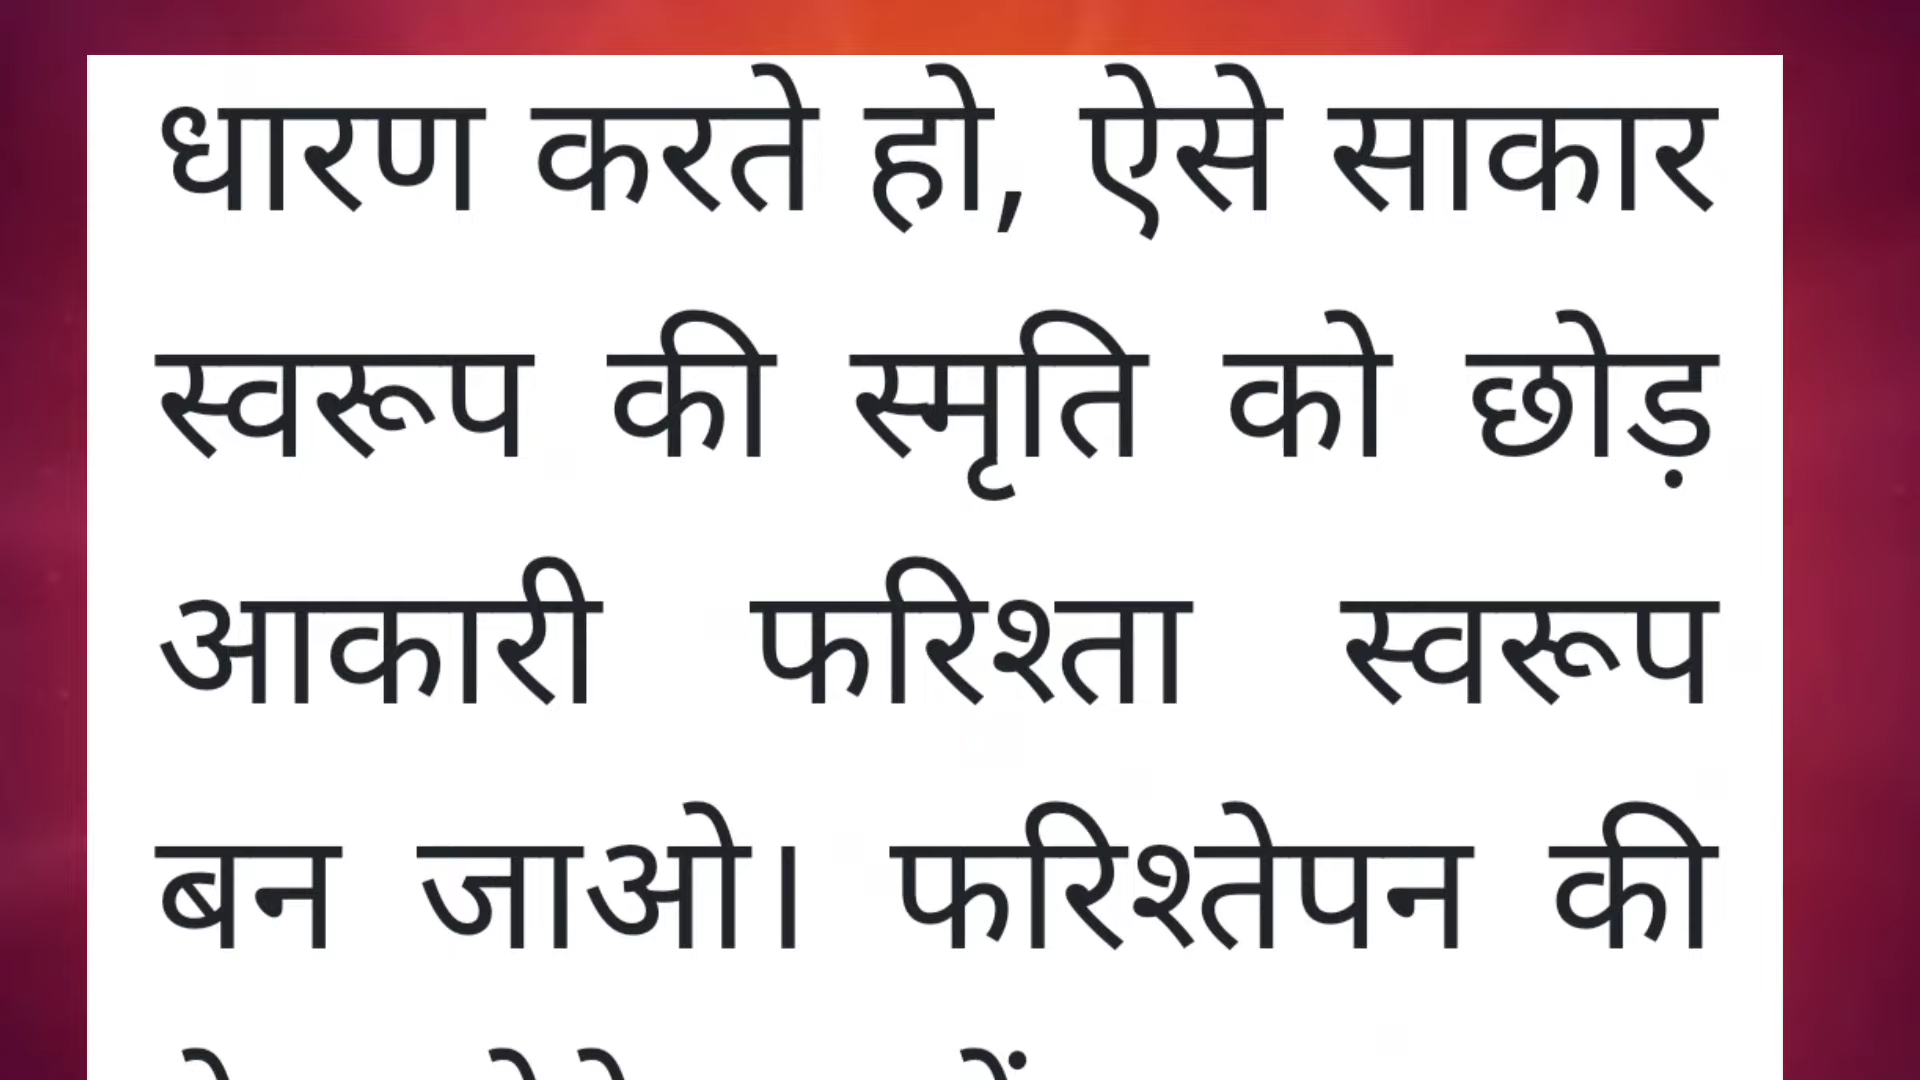 धारण करते हो, ऐसे साकार
स्वरूप की स्मृति को छोड़
आकारी फरिश्ता स्वरूप
बन जाओ। फरिश्तेपन की